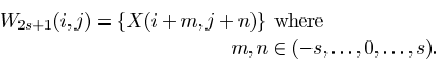 W_{2s+1}(i, j) = {X(i + m, j + n)} where
m, n ∈ (−s, . . . , 0, . . . , s).